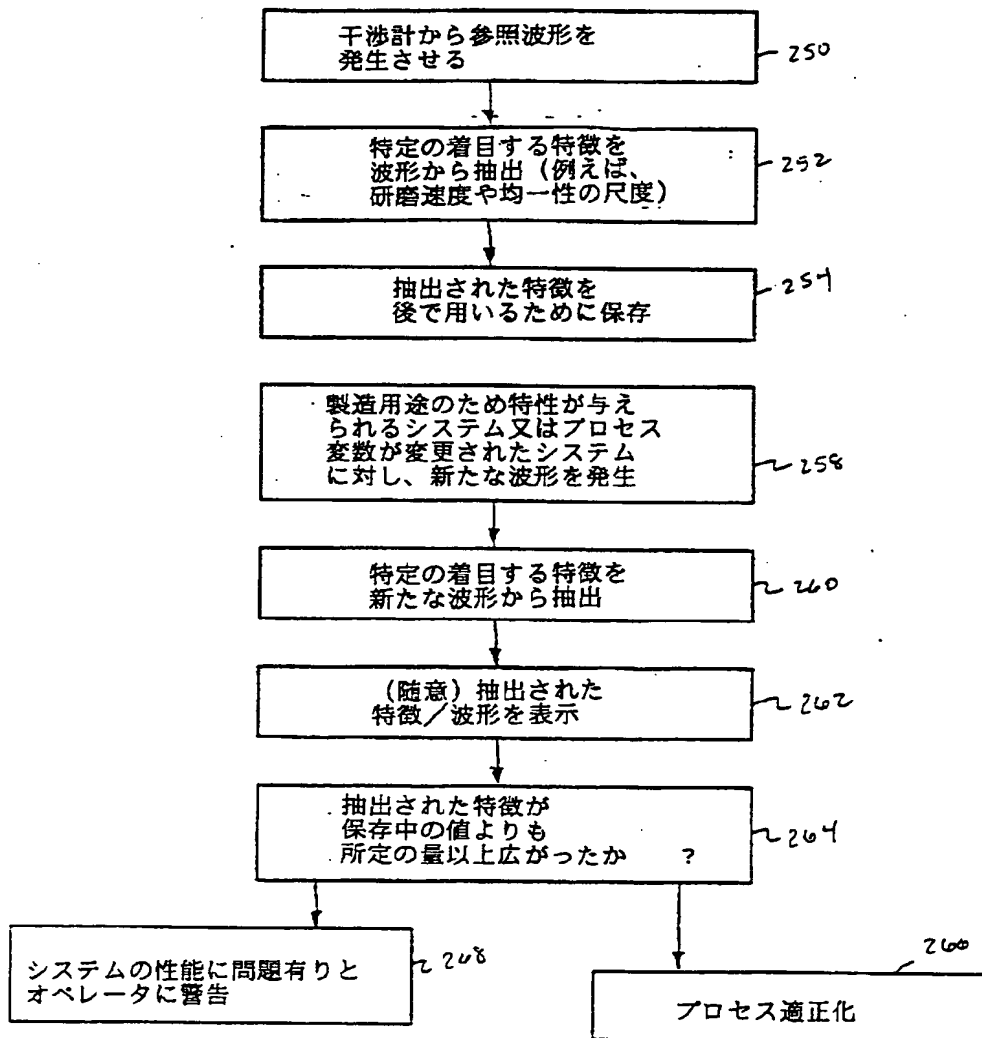 干渉計から参照波形を
発生させる
250
特定の着目する特徴を
波形から抽出（例えば、
研磨速度や均一性の尺度）
252
抽出された特徴を
後で用いるために保存
254
製造用途のため特性が与え
られるシステム又はプロセス
変数が変更されたシステム
に対し、新たな波形を発生
258
特定の着目する特徴を
新たな波形から抽出
260
（随意）抽出された
特徴／波形を表示
262
抽出された特徴が
保存中の値よりも
所定の量以上広がったか ?
264
システムの性能に問題有りと
オペレータに警告
268
プロセス適正化
260